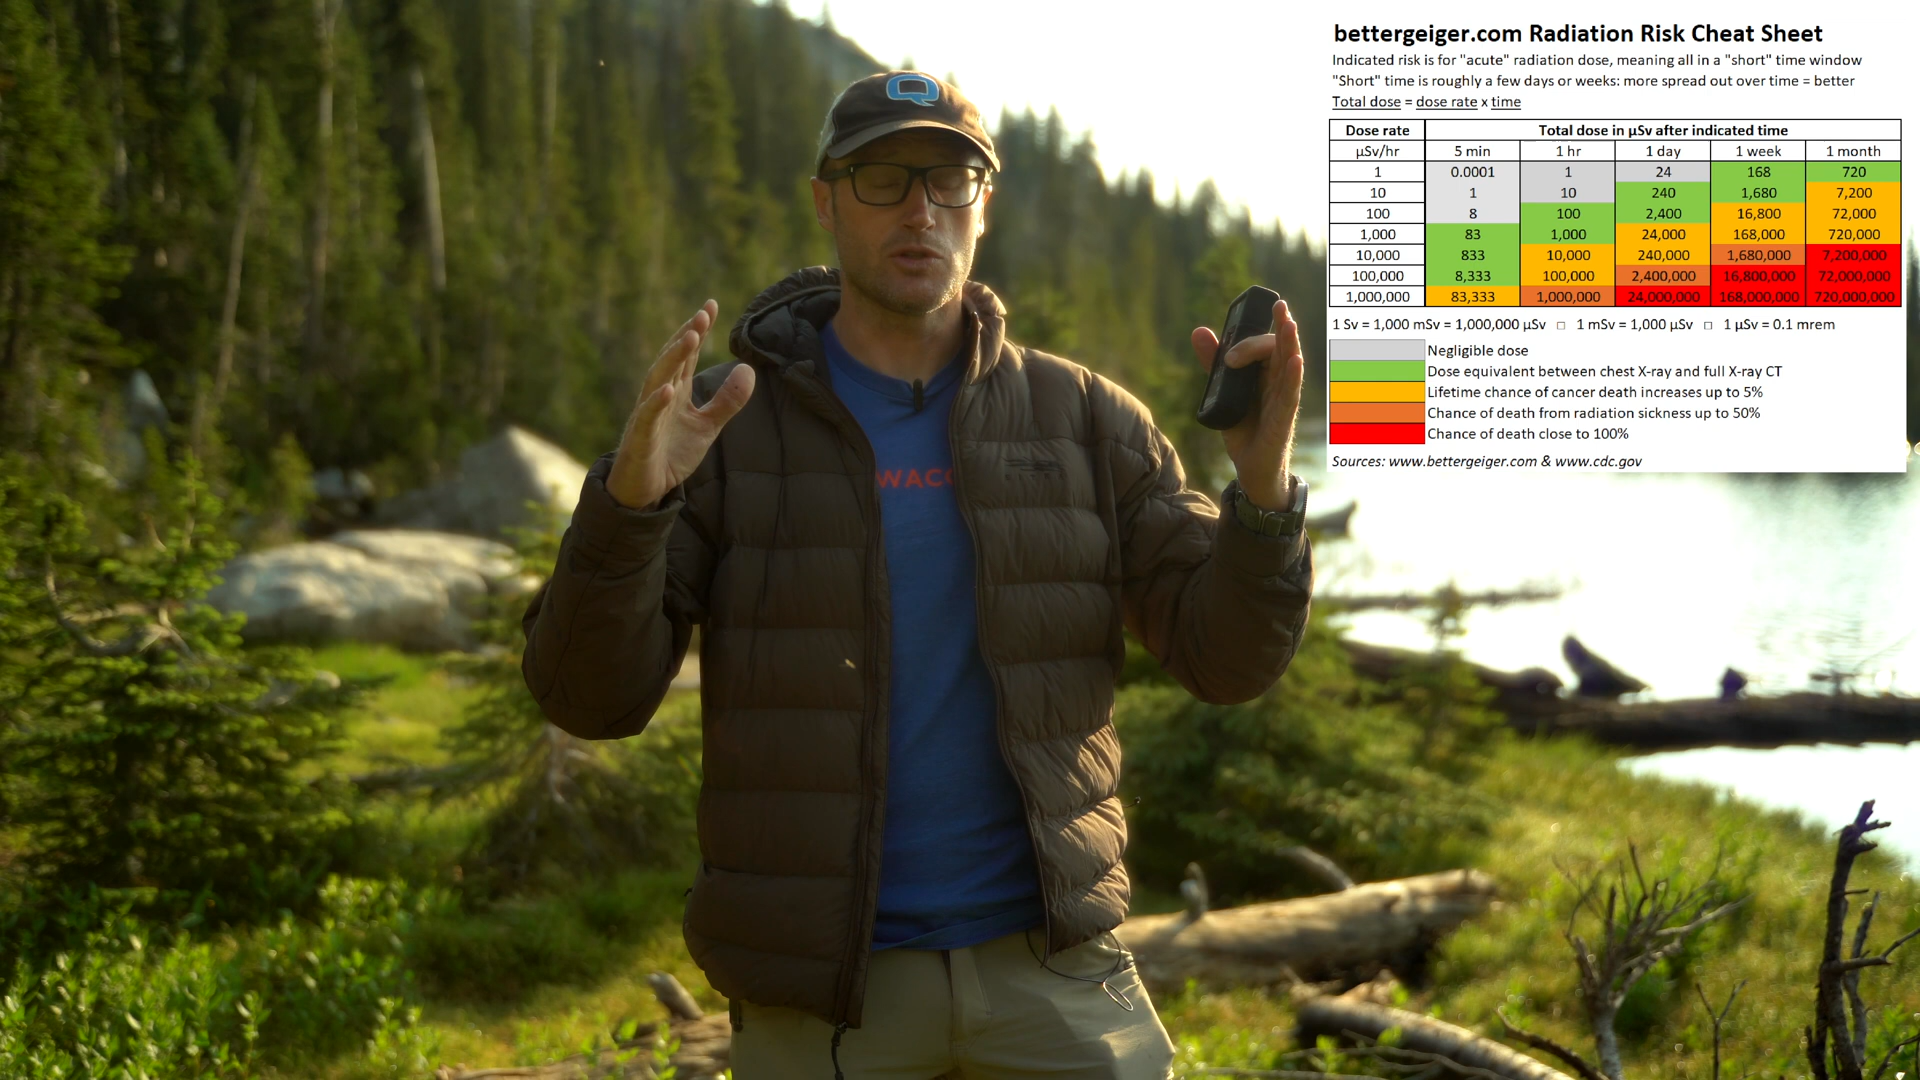 bettergeiger.com Radiation Risk Cheat Sheet
Indicated risk is for "acute" radiation dose, meaning all in a "short" time window
"Short" time is roughly a few days or weeks: more spread out over time = better
Total dose = dose rate x time
Dose rate Total dose in µSv after indicated time
µSv/hr 5 min 1 hr 1 day 1 week 1 month
1 0.0001 1 24 168 720
10 1 10 240 1,680 7,200
100 8 100 2,400 16,800 72,000
1,000 83 1,000 24,000 168,000 720,000
10,000 833 10,000 240,000 1,680,000 7,200,000
100,000 8,333 100,000 2,400,000 16,800,000 72,000,000
1,000,000 83,333 1,000,000 24,000,000 168,000,000 720,000,000
1 Sv = 1,000 mSv = 1,000,000 µSv □ 1 mSv = 1,000 µSv □ 1 µSv = 0.1 mrem
Negligible dose
Dose equivalent between chest X-ray and full X-ray CT
Lifetime chance of cancer death increases up to 5%
Chance of death from radiation sickness up to 50%
Chance of death close to 100%
Sources: www.bettergeiger.com & www.cdc.gov
Q
WACO